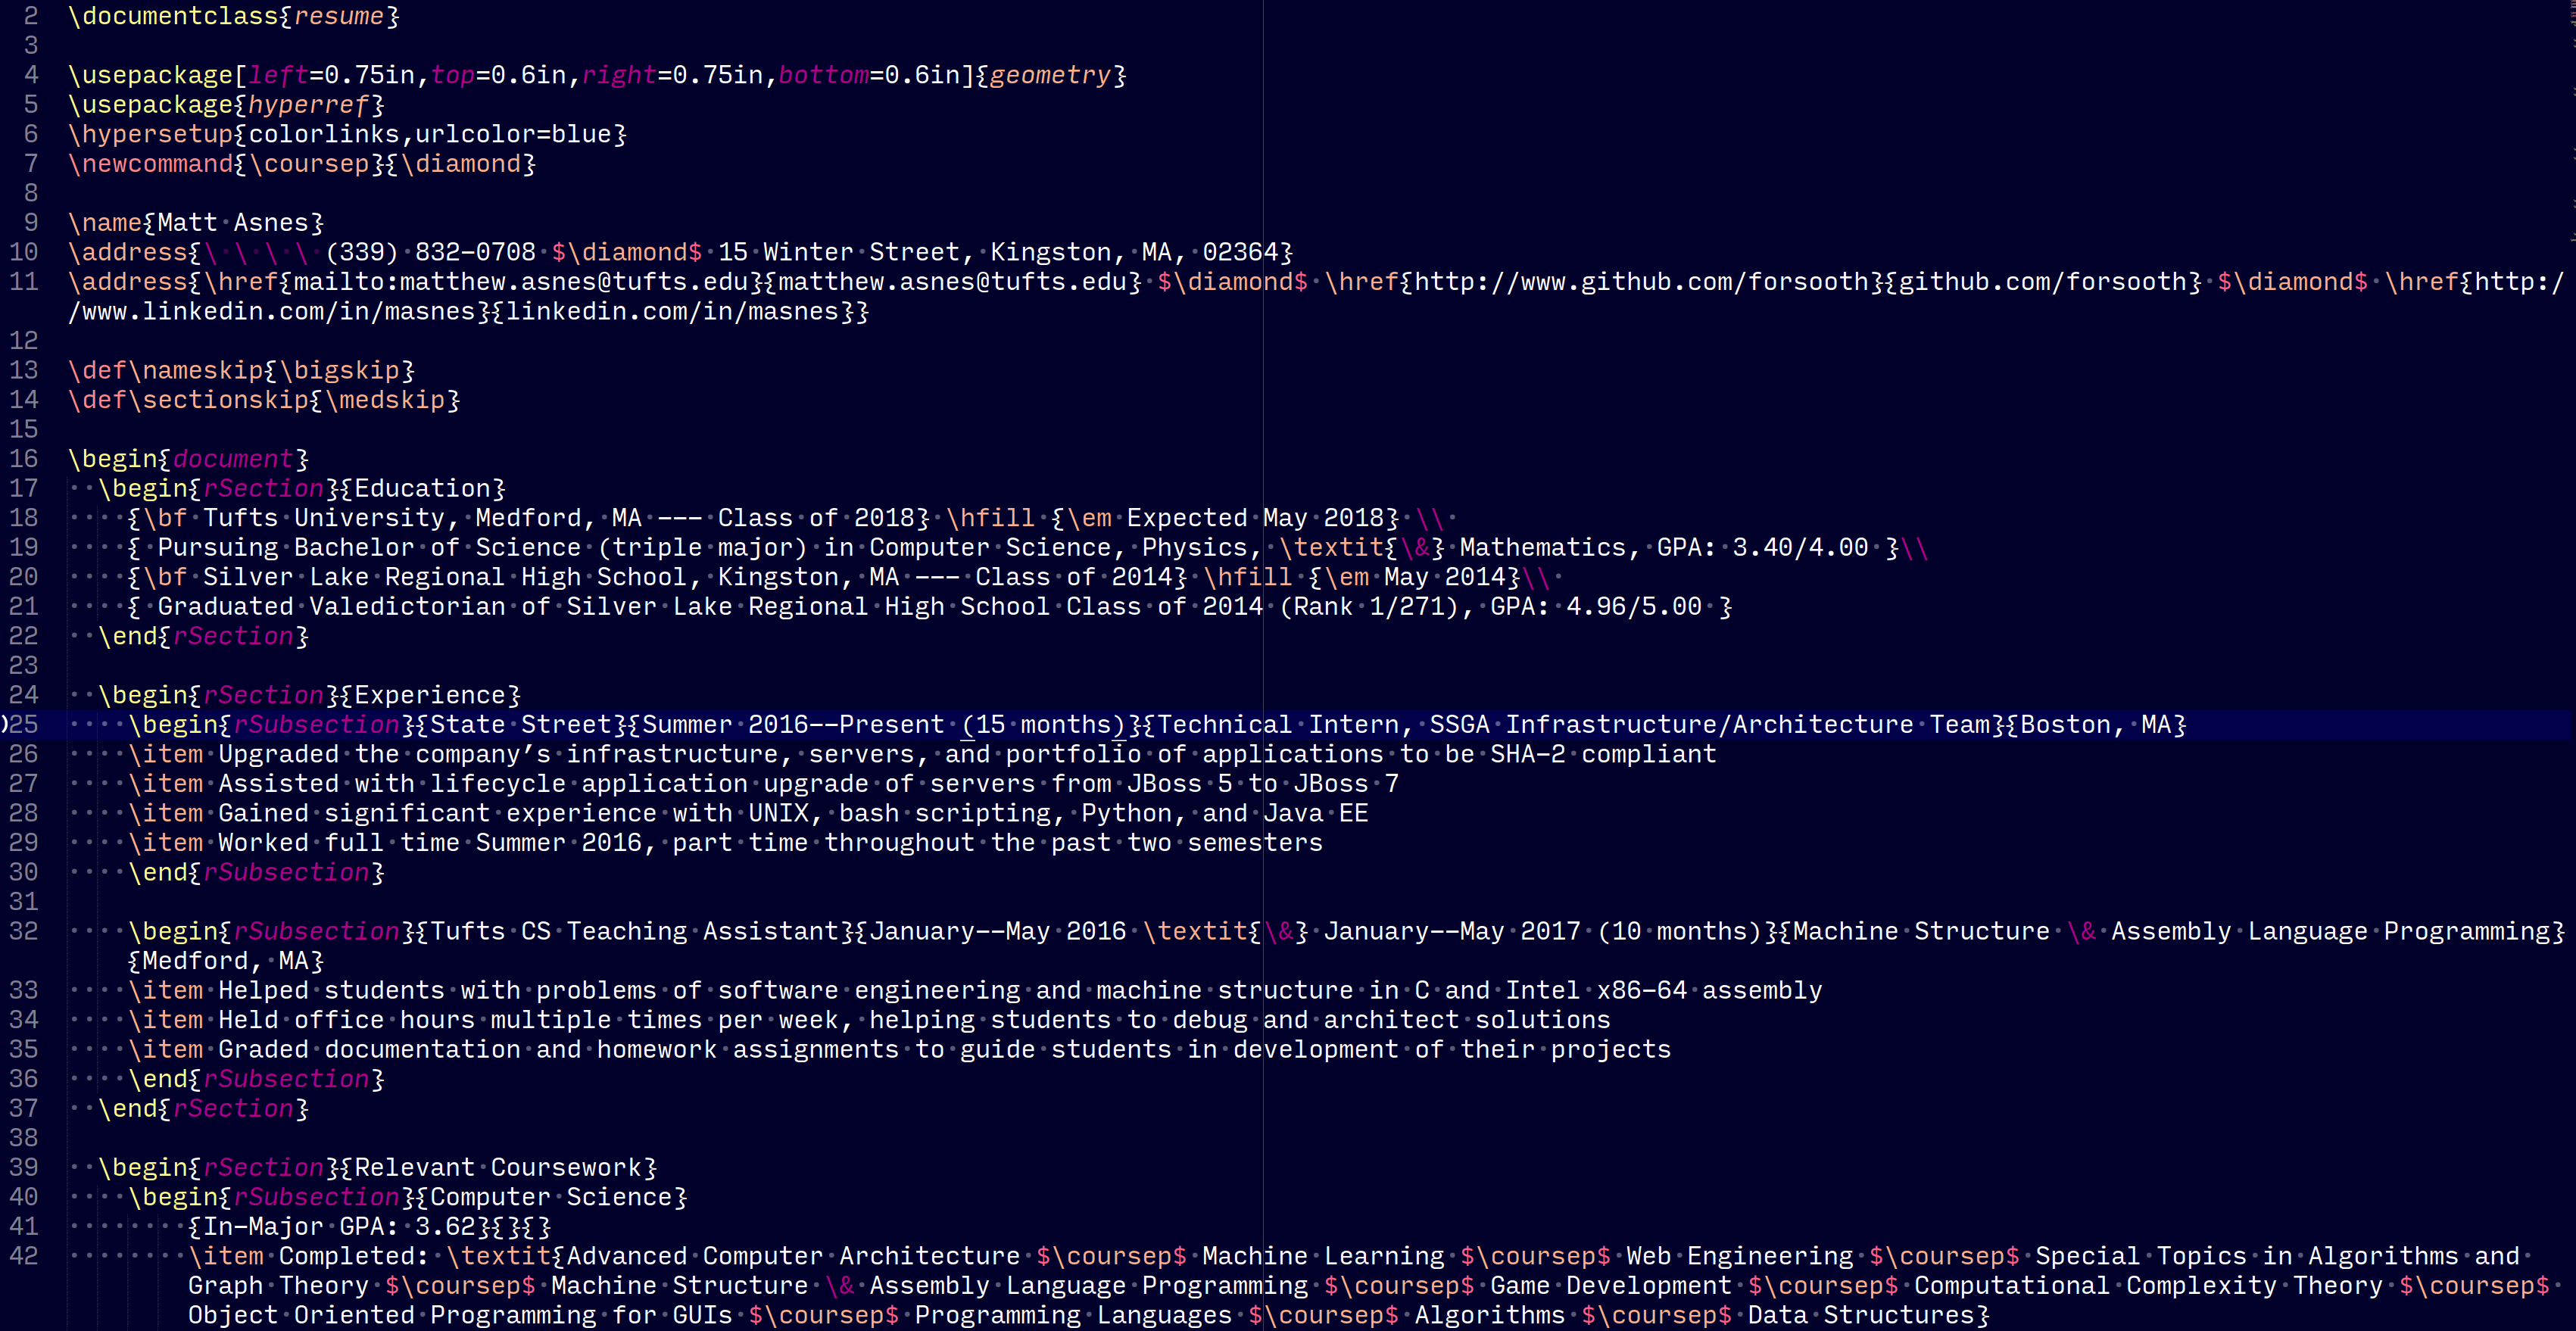 2 \documentclass{resume}
3
4 \usepackage[left=0.75in,top=0.6in,right=0.75in,bottom=0.6in]{geometry}
5 \usepackage{hyperref}
6 \hypersetup{colorlinks,urlcolor=blue}
7 \newcommand{\coursep}{\diamond}
8
9 \name{Matt Asnes}
10 \address{\ \ \ \ (339) 832-0708 $\diamond$ 15 Winter Street, Kingston, MA, 02364}
11 \address{\href{mailto:matthew.asnes@tufts.edu}{matthew.asnes@tufts.edu} $\diamond$ \href{http://www.github.com/forsooth}{github.com/forsooth} $\diamond$ \href{http:/
/www.linkedin.com/in/masnes}{linkedin.com/in/masnes}}
12
13 \def\nameskip{\bigskip}
14 \def\sectionskip{\medskip}
15
16 \begin{document}
17 \begin{rSection}{Education}
18 {\bf Tufts University, Medford, MA --- Class of 2018} \hfill {\em Expected May 2018} \\
19 { Pursuing Bachelor of Science (triple major) in Computer Science, Physics, \textit{\&} Mathematics, GPA: 3.40/4.00 }\\
20 {\bf Silver Lake Regional High School, Kingston, MA --- Class of 2014} \hfill {\em May 2014}\\
21 { Graduated Valedictorian of Silver Lake Regional High School Class of 2014 (Rank 1/271), GPA: 4.96/5.00 }
22 \end{rSection}
23
24 \begin{rSection}{Experience}
)25 \begin{rSubsection}{State Street}{Summer 2016--Present (15 months)}{Technical Intern, SSGA Infrastructure/Architecture Team}{Boston, MA}
26 \item Upgraded the company's infrastructure, servers, and portfolio of applications to be SHA-2 compliant
27 \item Assisted with lifecycle application upgrade of servers from JBoss 5 to JBoss 7
28 \item Gained significant experience with UNIX, bash scripting, Python, and Java EE
29 \item Worked full time Summer 2016, part time throughout the past two semesters
30 \end{rSubsection}
31
32 \begin{rSubsection}{Tufts CS Teaching Assistant}{January--May 2016 \textit{\&} January--May 2017 (10 months)}{Machine Structure \& Assembly Language Programming}
{Medford, MA}
33 \item Helped students with problems of software engineering and machine structure in C and Intel x86-64 assembly
34 \item Held office hours multiple times per week, helping students to debug and architect solutions
35 \item Graded documentation and homework assignments to guide students in development of their projects
36 \end{rSubsection}
37 \end{rSection}
38
39 \begin{rSection}{Relevant Coursework}
40 \begin{rSubsection}{Computer Science}
41 {In-Major GPA: 3.62}{}{}
42 \item Completed: \textit{Advanced Computer Architecture $\coursep$ Machine Learning $\coursep$ Web Engineering $\coursep$ Special Topics in Algorithms and
Graph Theory $\coursep$ Machine Structure \& Assembly Language Programming $\coursep$ Game Development $\coursep$ Computational Complexity Theory $\coursep$
Object Oriented Programming for GUIs $\coursep$ Programming Languages $\coursep$ Algorithms $\coursep$ Data Structures}